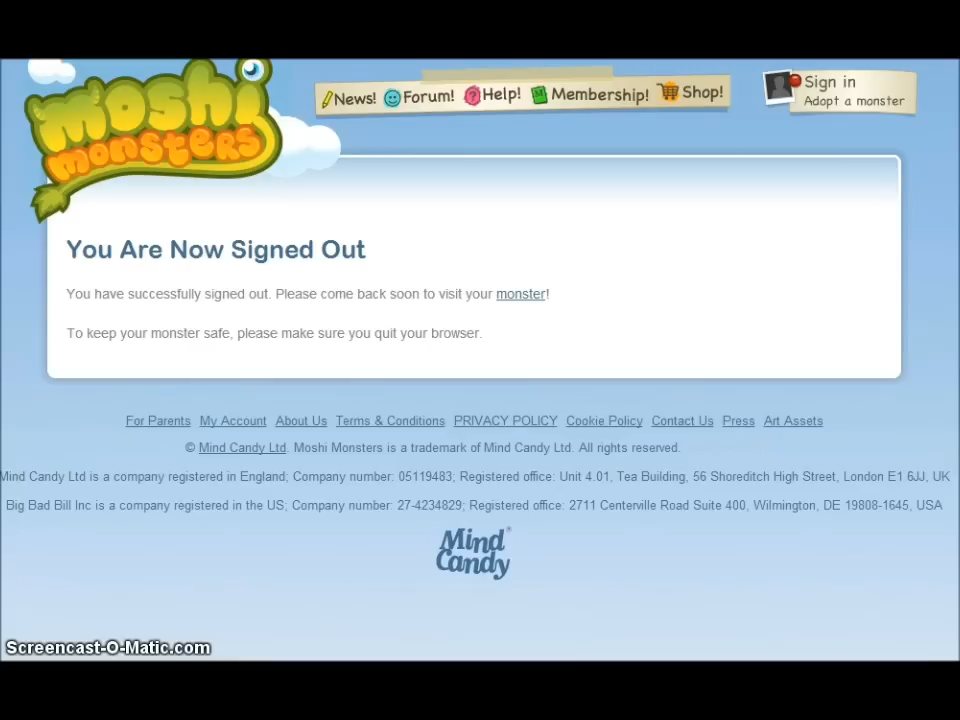 moshi
monsters
News! Forum! Help! Membership! Shop!
Sign in
Adopt a monster
You Are Now Signed Out
You have successfully signed out. Please come back soon to visit your monster!
To keep your monster safe, please make sure you quit your browser.
For Parents My Account About Us Terms & Conditions PRIVACY POLICY Cookie Policy Contact Us Press Art Assets
© Mind Candy Ltd. Moshi Monsters is a trademark of Mind Candy Ltd. All rights reserved.
Mind Candy Ltd is a company registered in England; Company number: 05119483; Registered office: Unit 4.01, Tea Building, 56 Shoreditch High Street, London E1 6JJ, UK
Big Bad Bill Inc is a company registered in the US, Company number: 27-4234829; Registered office: 2711 Centerville Road Suite 400, Wilmington, DE 19808-1645, USA
Mind
Candy®
Screencast-O-Matic.com